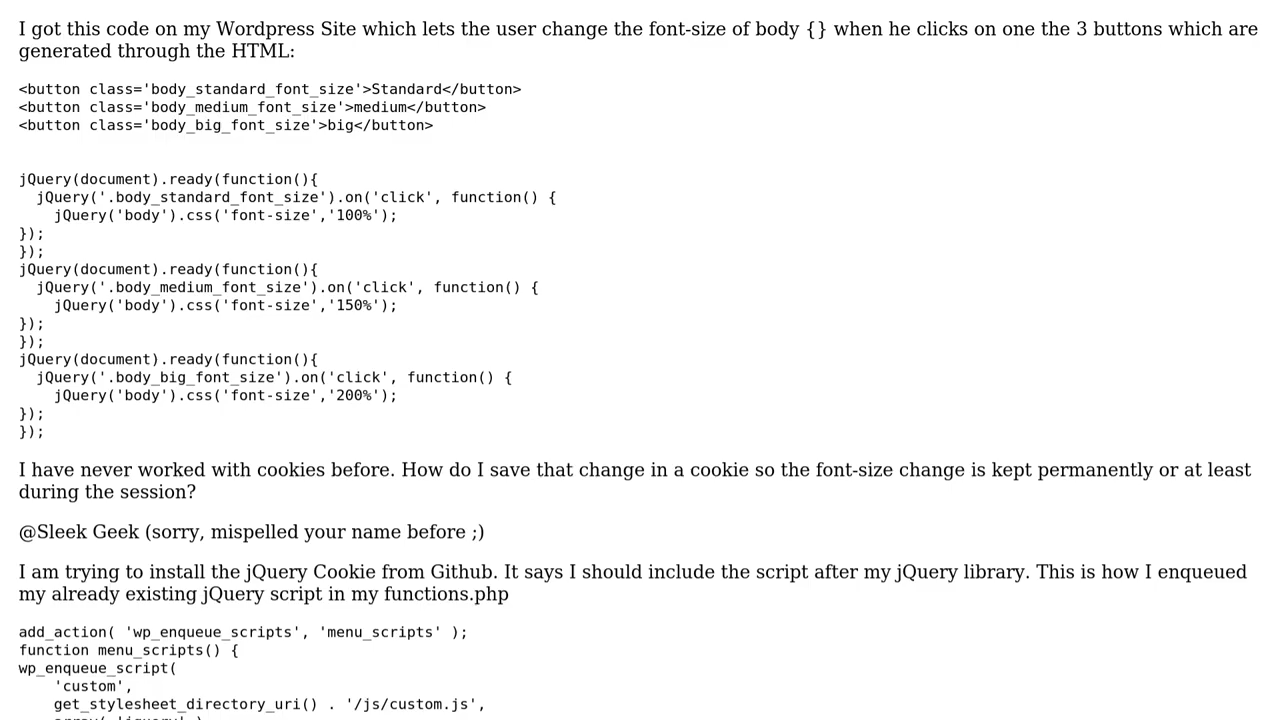 I got this code on my Wordpress Site which lets the user change the font-size of body {} when he clicks on one the 3 buttons which are
generated through the HTML:
<button class='body_standard_font_size'>Standard</button>
<button class='body_medium_font_size'>medium</button>
<button class='body_big_font_size'>big</button>
jQuery(document).ready(function(){
  jQuery('.body_standard_font_size').on('click', function() {
    jQuery('body').css('font-size','100%');
});
});
jQuery(document).ready(function(){
  jQuery('.body_medium_font_size').on('click', function() {
    jQuery('body').css('font-size','150%');
});
});
jQuery(document).ready(function(){
  jQuery('.body_big_font_size').on('click', function() {
    jQuery('body').css('font-size','200%');
});
});
I have never worked with cookies before. How do I save that change in a cookie so the font-size change is kept permanently or at least
during the session?
@Sleek Geek (sorry, mispelled your name before ;)
I am trying to install the jQuery Cookie from Github. It says I should include the script after my jQuery library. This is how I enqueued
my already existing jQuery script in my functions.php
add_action( 'wp_enqueue_scripts', 'menu_scripts' );
function menu_scripts() {
wp_enqueue_script(
    'custom',
    get_stylesheet_directory_uri() . '/js/custom.js',
    array( 'jquery' )